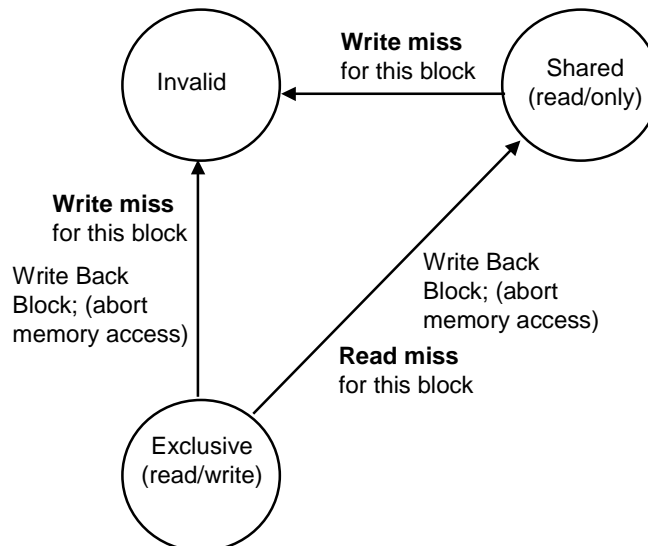 Write miss
for this block
Invalid
Shared
(read/only)
Write miss
for this block
Write Back
Block; (abort
memory access)
Write Back
Block; (abort
memory access)
Read miss
for this block
Exclusive
(read/write)